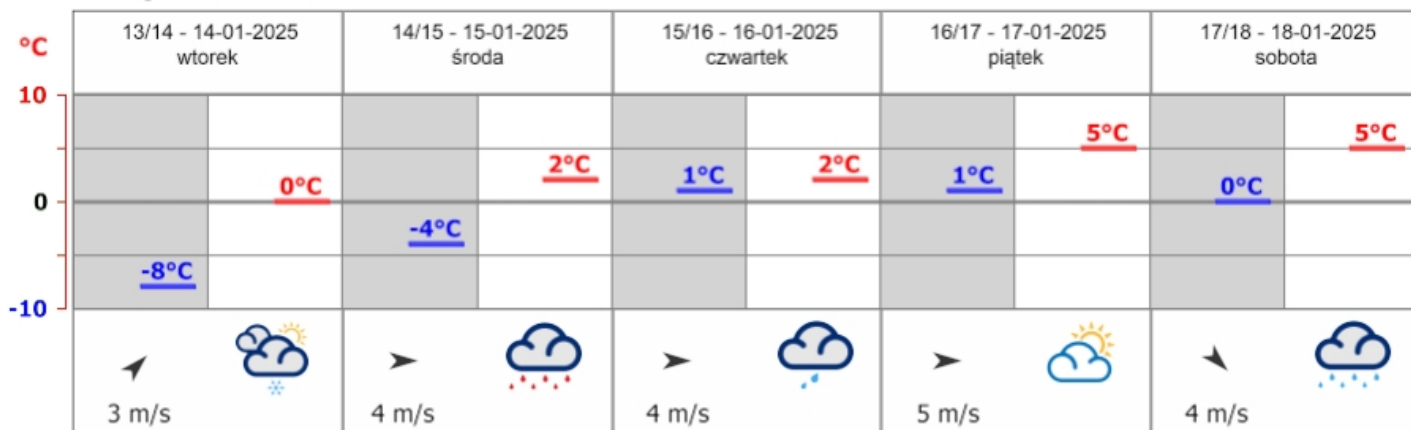 °C
13/14 - 14-01-2025
wtorek
14/15 - 15-01-2025
środa
15/16 - 16-01-2025
czwartek
16/17 - 17-01-2025
piątek
17/18 - 18-01-2025
sobota
10
0
-10
-8°C
0°C
-4°C
2°C
1°C
2°C
1°C
5°C
0°C
5°C
3 m/s
4 m/s
4 m/s
5 m/s
4 m/s